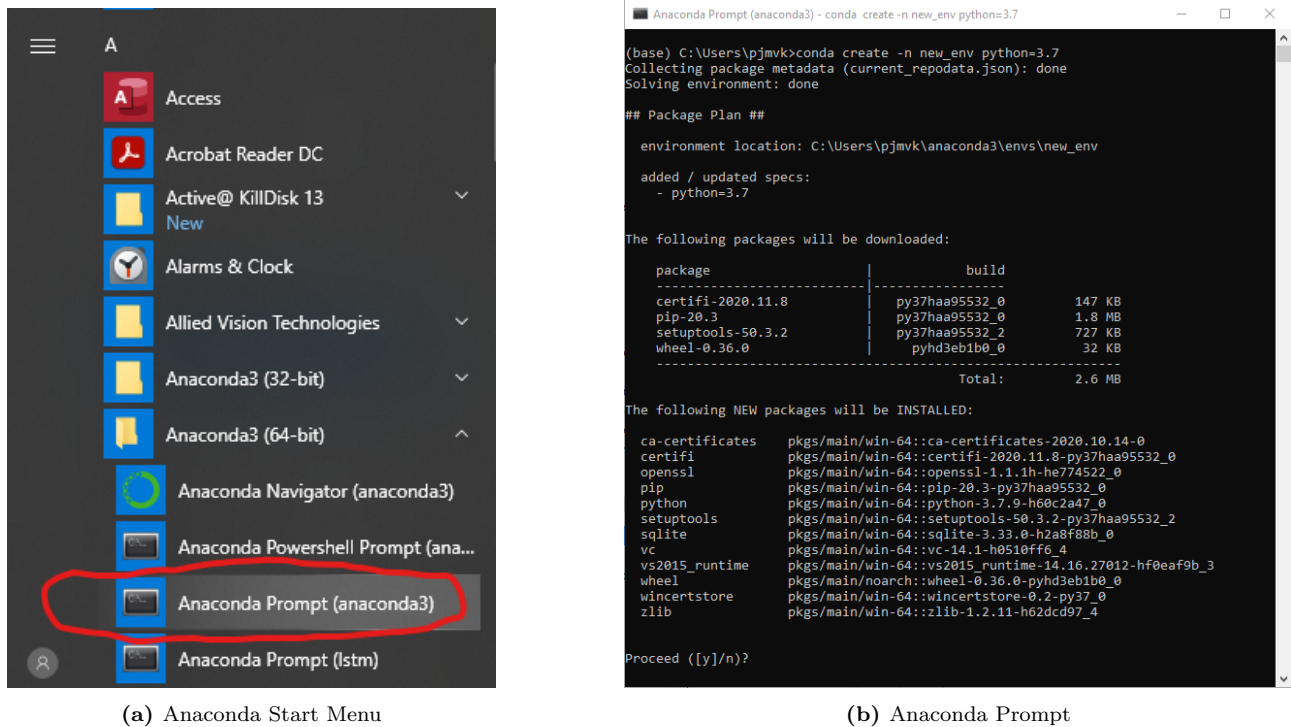 A
Access
Acrobat Reader DC
Active@ KillDisk 13
New
Alarms & Clock
Allied Vision Technologies
Anaconda3 (32-bit)
Anaconda3 (64-bit)
Anaconda Navigator (anaconda3)
Anaconda Powershell Prompt (ana...
Anaconda Prompt (anaconda3)
Anaconda Prompt (lstm)
(a) Anaconda Start Menu
Anaconda Prompt (anaconda3) - conda create -n new_env python=3.7
(base) C:\Users\pjmvk>conda create -n new_env python=3.7
Collecting package metadata (current_repodata.json): done
Solving environment: done
## Package Plan ##
environment location: C:\Users\pjmvk\anaconda3\envs\new_env
added / updated specs:
- python=3.7
The following packages will be downloaded:
package | build
---------------------------|-----------------
certifi-2020.11.8 | py37haa95532_0 147 KB
pip-20.3 | py37haa95532_0 1.8 MB
setuptools-50.3.2 | py37haa95532_2 727 KB
wheel-0.36.0 | pyhd3eb1b0_0 32 KB
------------------------------------------------------------
Total: 2.6 MB
The following NEW packages will be INSTALLED:
ca-certificates pkgs/main/win-64::ca-certificates-2020.10.14-0
certifi pkgs/main/win-64::certifi-2020.11.8-py37haa95532_0
openssl pkgs/main/win-64::openssl-1.1.1h-he774522_0
pip pkgs/main/win-64::pip-20.3-py37haa95532_0
python pkgs/main/win-64::python-3.7.9-h60c2a47_0
setuptools pkgs/main/win-64::setuptools-50.3.2-py37haa95532_2
sqlite pkgs/main/win-64::sqlite-3.33.0-h2a8f88b_0
vc pkgs/main/win-64::vc-14.1-h0510ff6_4
vs2015_runtime pkgs/main/win-64::vs2015_runtime-14.16.27012-hf0eaf9b_3
wheel pkgs/main/noarch::wheel-0.36.0-pyhd3eb1b0_0
wincertstore pkgs/main/win-64::wincertstore-0.2-py37_0
zlib pkgs/main/win-64::zlib-1.2.11-h62dcd97_4
Proceed ([y]/n)?
(b) Anaconda Prompt